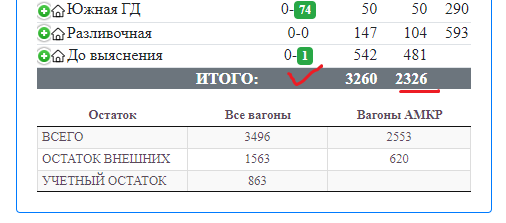 Южная ГД 0-74 50 50 290
Разливочная 0-0 147 104 593
До выяснения 0-1 542 481
ИТОГО: 3260 2326
Остаток Все вагоны Вагоны АМКР
ВСЕГО 3496 2553
ОСТАТОК ВНЕШНИХ 1563 620
УЧЕТНЫЙ ОСТАТОК 863